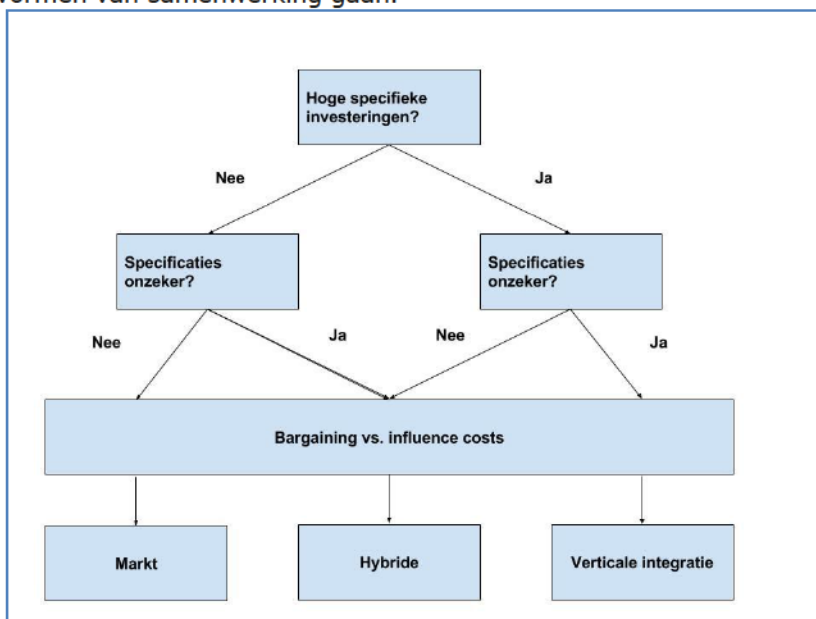 vormen van samenwerking gaan.
Hoge specifieke
investeringen?
Nee
Ja
Specificaties
onzeker?
Specificaties
onzeker?
Nee
Ja
Nee
Ja
Bargaining vs. influence costs
Markt
Hybride
Verticale integratie